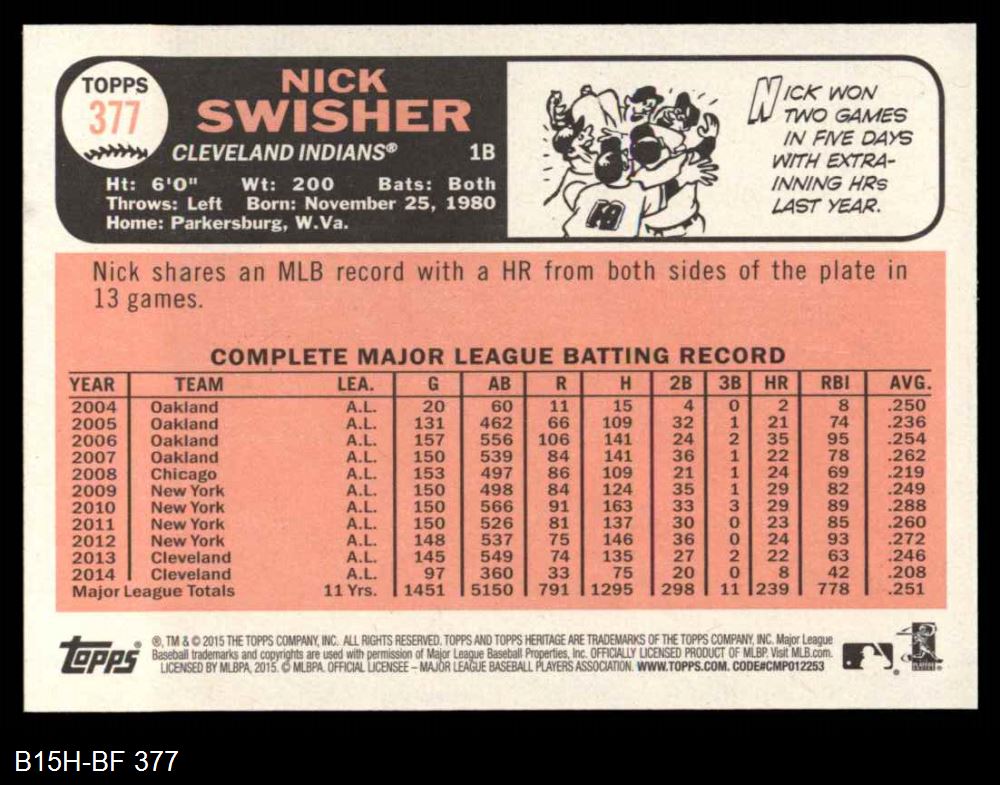 TOPPS
377
NICK
SWISHER
CLEVELAND INDIANS® 1B
Ht: 6'0" Wt: 200 Bats: Both
Throws: Left Born: November 25, 1980
Home: Parkersburg, W.Va.
NICK WON
TWO GAMES
IN FIVE DAYS
WITH EXTRA-
INNING HRs
LAST YEAR.
Nick shares an MLB record with a HR from both sides of the plate in
13 games.
COMPLETE MAJOR LEAGUE BATTING RECORD
YEAR TEAM LEA. G AB R H 2B 3B HR RBI AVG.
2004 Oakland A.L. 20 60 11 15 4 0 2 8 .250
2005 Oakland A.L. 131 462 66 109 32 1 21 74 .236
2006 Oakland A.L. 157 556 106 141 24 2 35 95 .254
2007 Oakland A.L. 150 539 84 141 36 1 22 78 .262
2008 Chicago A.L. 153 497 86 109 21 1 24 69 .219
2009 New York A.L. 150 498 84 124 35 1 29 82 .249
2010 New York A.L. 150 566 91 163 33 3 29 89 .288
2011 New York A.L. 150 526 81 137 30 0 23 85 .260
2012 New York A.L. 148 537 75 146 36 0 24 93 .272
2013 Cleveland A.L. 145 549 74 135 27 2 22 63 .246
2014 Cleveland A.L. 97 360 33 75 20 0 8 42 .208
Major League Totals 11 Yrs. 1451 5150 791 1295 298 11 239 778 .251
Topps®
®, TM & © 2015 THE TOPPS COMPANY, INC. ALL RIGHTS RESERVED. TOPPS AND TOPPS HERITAGE ARE TRADEMARKS OF THE TOPPS COMPANY, INC. Major League
Baseball trademarks and copyrights are used with permission of Major League Baseball Properties, Inc. OFFICIALLY LICENSED PRODUCT OF MLBP. Visit MLB.com.
LICENSED BY MLBPA, 2015. © MLBPA. OFFICIAL LICENSEE – MAJOR LEAGUE BASEBALL PLAYERS ASSOCIATION. WWW.TOPPS.COM. CODE#CMP012253
B15H-BF 377